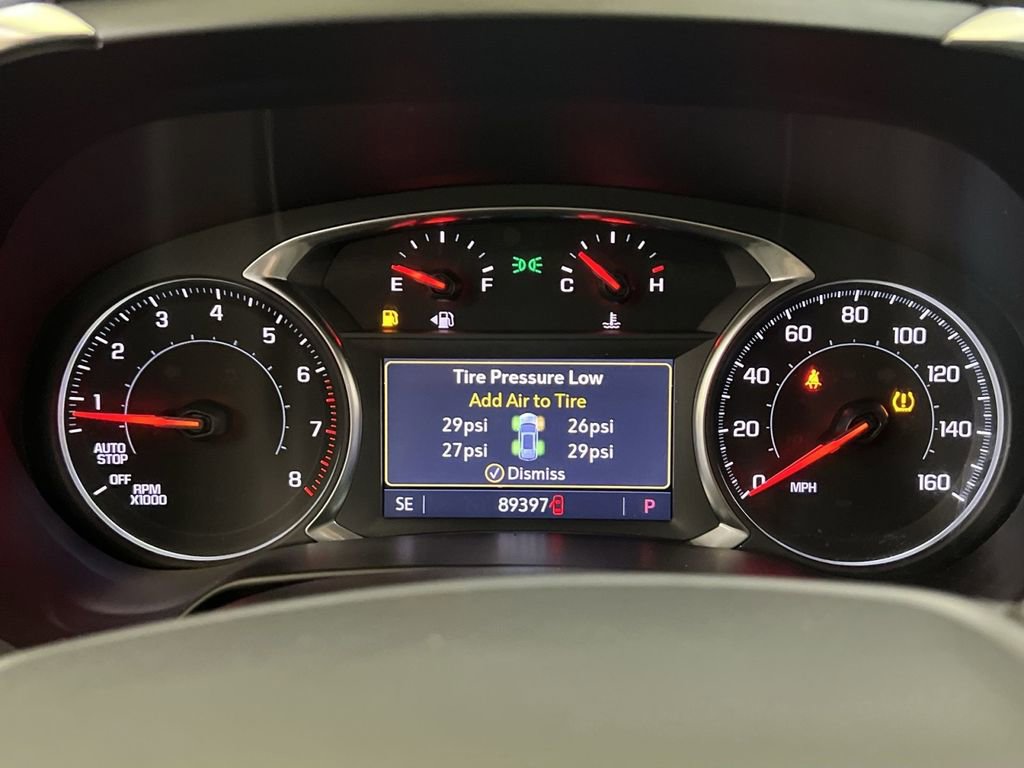 E F
C H
1 2 3 4 5 6 7 8
AUTO
STOP
OFF
RPM
X1000
Tire Pressure Low
Add Air to Tire
29psi 26psi
27psi 29psi
Dismiss
SE 89397 P
0 20 40 60 80 100 120 140 160
MPH